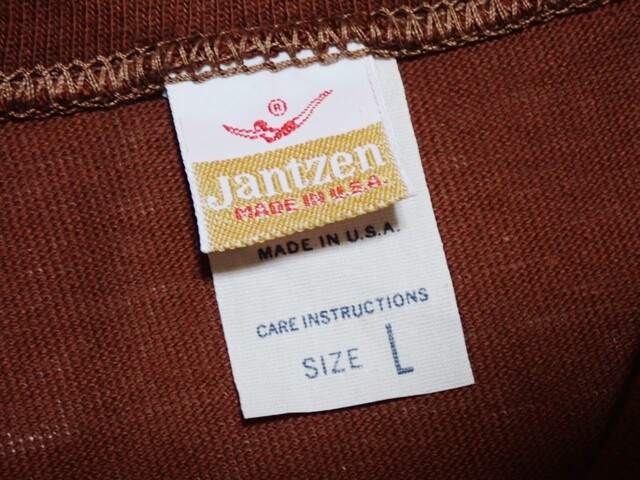 ®
Jantzen
MADE IN U.S.A.
MADE IN U.S.A.
CARE INSTRUCTIONS
SIZE L